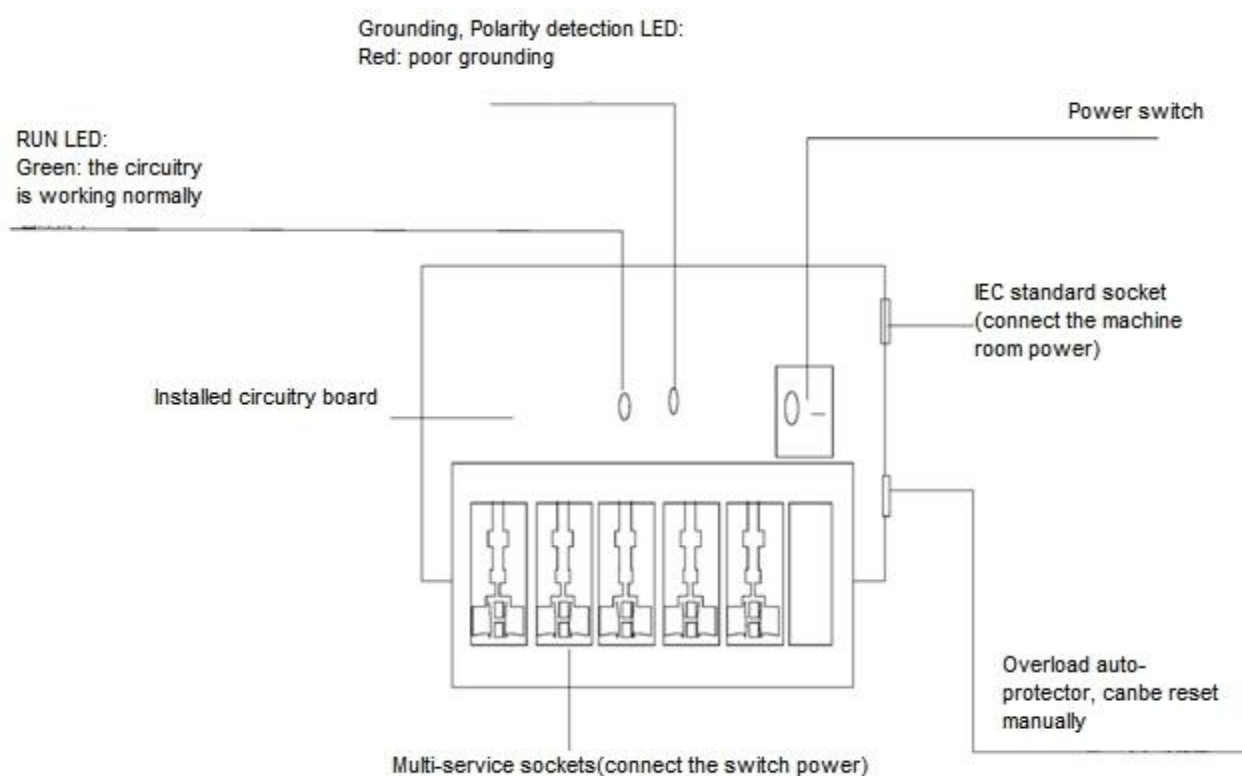 Grounding, Polarity detection LED:
Red: poor grounding
Power switch
RUN LED:
Green: the circuitry
is working normally
IEC standard socket
(connect the machine
room power)
Installed circuitry board
Overload auto-
protector, canbe reset
manually
Multi-service sockets(connect the switch power)